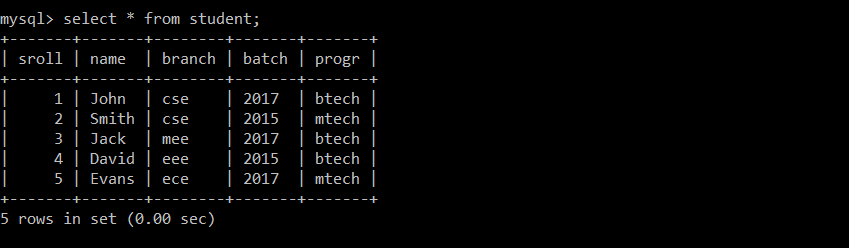 mysql> select * from student;
+-------+-------+--------+-------+-------+
| sroll | name  | branch | batch | progr |
+-------+-------+--------+-------+-------+
|     1 | John  | cse    | 2017  | btech |
|     2 | Smith | cse    | 2015  | mtech |
|     3 | Jack  | mee    | 2017  | btech |
|     4 | David | eee    | 2015  | btech |
|     5 | Evans | ece    | 2017  | mtech |
+-------+-------+--------+-------+-------+
5 rows in set (0.00 sec)